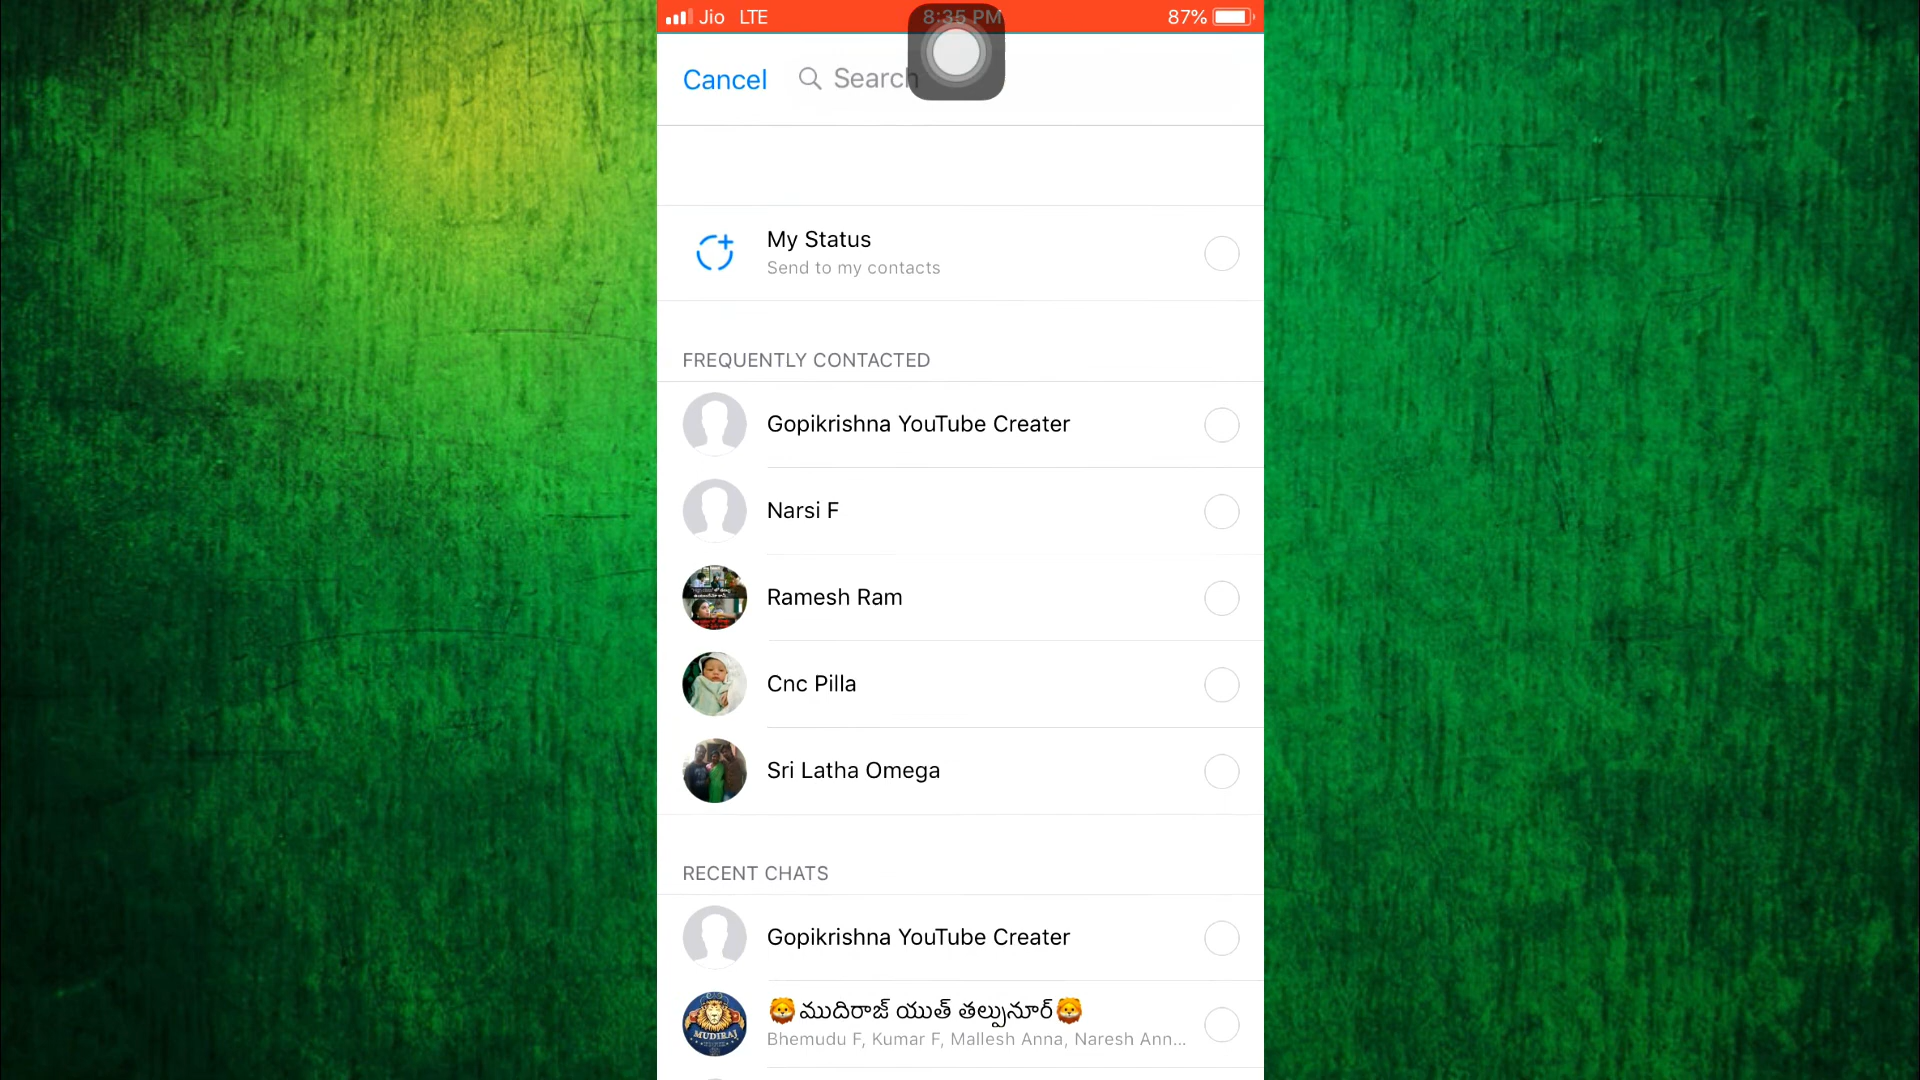 Jio LTE 8:35 PM 87%
Cancel Search
My Status
Send to my contacts
FREQUENTLY CONTACTED
Gopikrishna YouTube Creater
Narsi F
Ramesh Ram
Cnc Pilla
Sri Latha Omega
RECENT CHATS
Gopikrishna YouTube Creater
🦁ముదిరాజ్ యుత్ తల్పునూర్🦁
MUDIRAJ
Bhemudu F, Kumar F, Mallesh Anna, Naresh Ann...